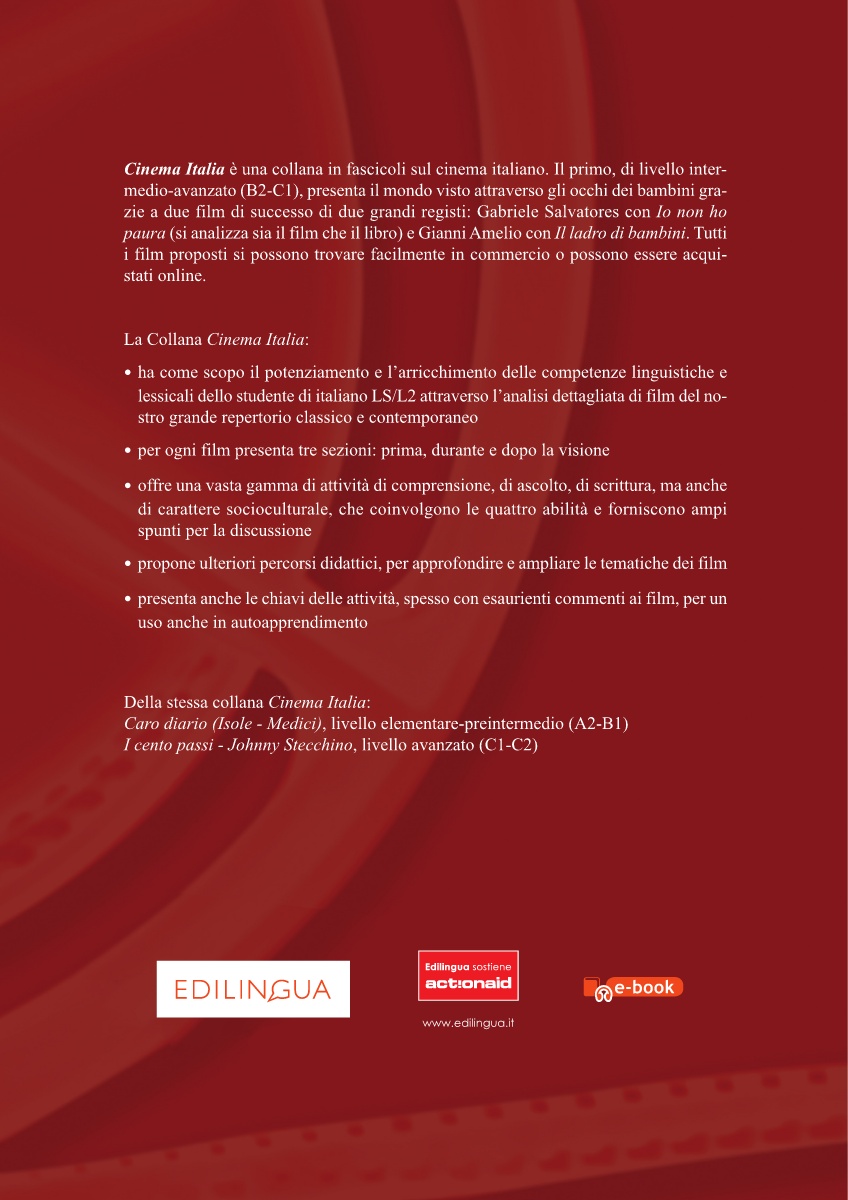 Cinema Italia è una collana in fascicoli sul cinema italiano. Il primo, di livello inter-
medio-avanzato (B2-C1), presenta il mondo visto attraverso gli occhi dei bambini gra-
zie a due film di successo di due grandi registi: Gabriele Salvatores con Io non ho
paura (si analizza sia il film che il libro) e Gianni Amelio con Il ladro di bambini. Tutti
i film proposti si possono trovare facilmente in commercio o possono essere acqui-
stati online.
La Collana Cinema Italia:
• ha come scopo il potenziamento e l'arricchimento delle competenze linguistiche e
lessicali dello studente di italiano LS/L2 attraverso l'analisi dettagliata di film del no-
stro grande repertorio classico e contemporaneo
• per ogni film presenta tre sezioni: prima, durante e dopo la visione
• offre una vasta gamma di attività di comprensione, di ascolto, di scrittura, ma anche
di carattere socioculturale, che coinvolgono le quattro abilità e forniscono ampi
spunti per la discussione
• propone ulteriori percorsi didattici, per approfondire e ampliare le tematiche dei film
• presenta anche le chiavi delle attività, spesso con esaurienti commenti ai film, per un
uso anche in autoapprendimento
Della stessa collana Cinema Italia:
Caro diario (Isole - Medici), livello elementare-preintermedio (A2-B1)
I cento passi - Johnny Stecchino, livello avanzato (C1-C2)
EDILINGUA
Edilingua sostiene
act:onaid
www.edilingua.it
e-book